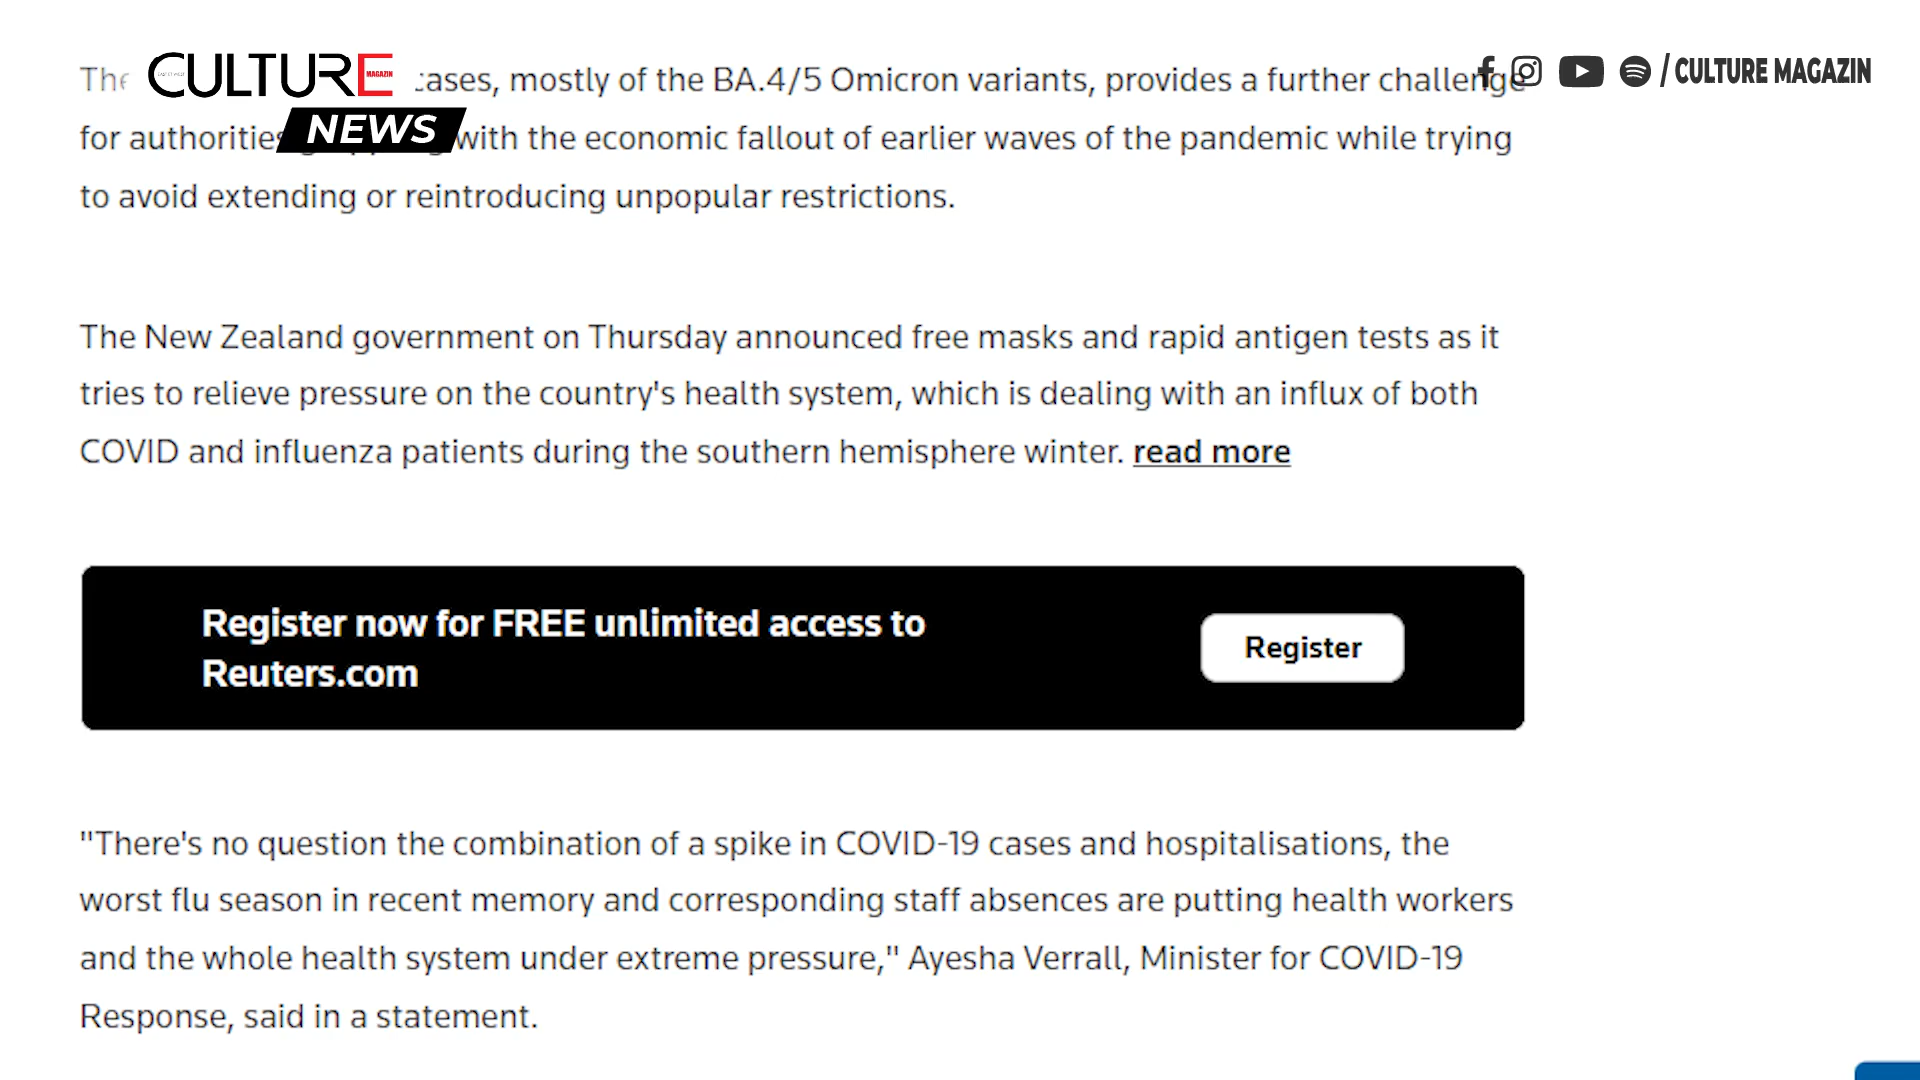 CULTURE
MAGAZIN
NEWS
/ CULTURE MAGAZIN
The cases, mostly of the BA.4/5 Omicron variants, provides a further challenge
for authorities with the economic fallout of earlier waves of the pandemic while trying
to avoid extending or reintroducing unpopular restrictions.
The New Zealand government on Thursday announced free masks and rapid antigen tests as it
tries to relieve pressure on the country's health system, which is dealing with an influx of both
COVID and influenza patients during the southern hemisphere winter. read more
Register now for FREE unlimited access to
Reuters.com
Register
"There's no question the combination of a spike in COVID-19 cases and hospitalisations, the
worst flu season in recent memory and corresponding staff absences are putting health workers
and the whole health system under extreme pressure," Ayesha Verrall, Minister for COVID-19
Response, said in a statement.